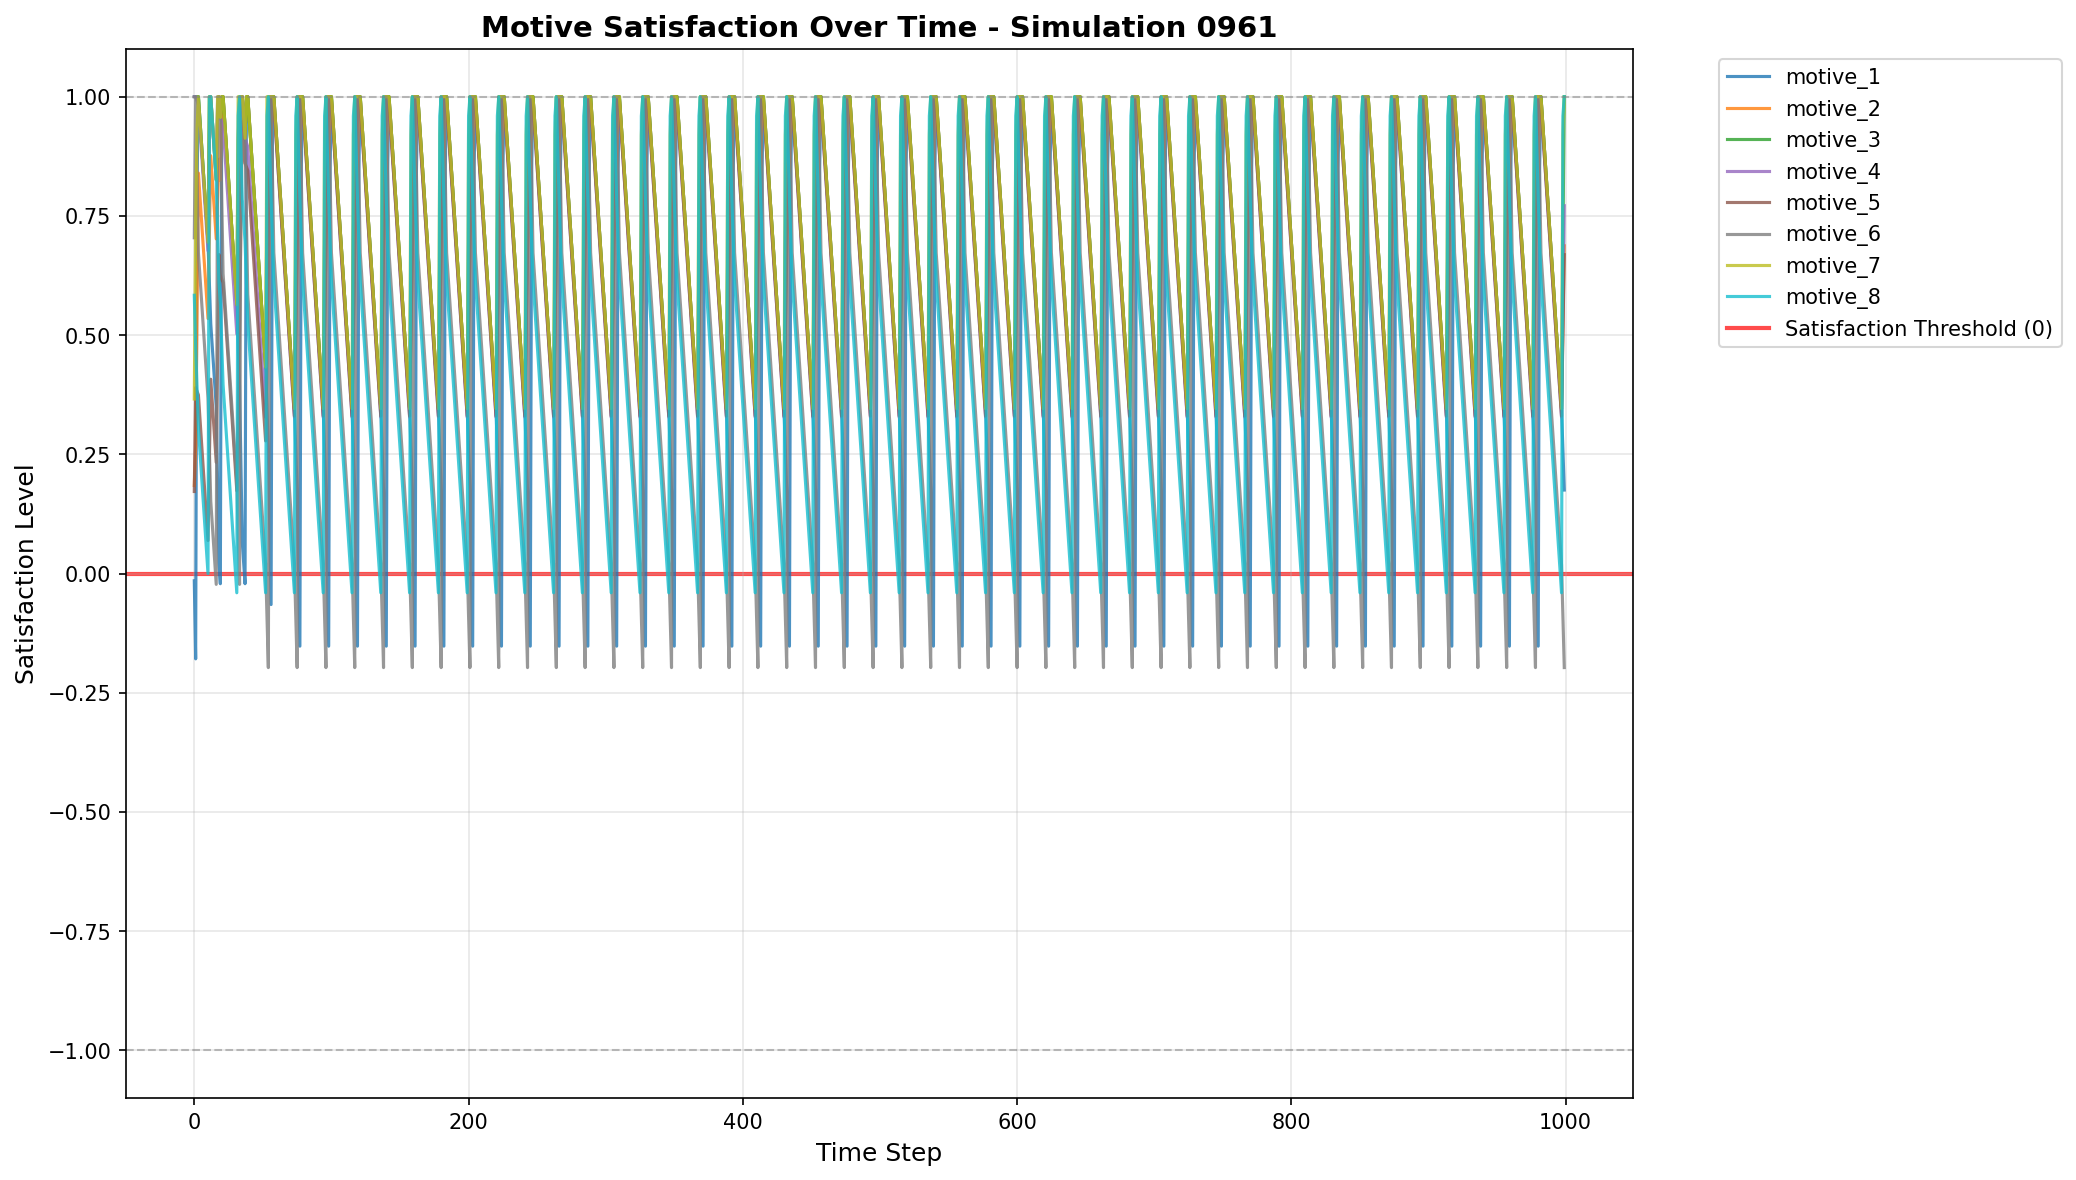 Motive Satisfaction Over Time - Simulation 0961
Satisfaction Level
1.00
0.75
0.50
0.25
0.00
−0.25
−0.50
−0.75
−1.00
0
200
400
600
800
1000
Time Step
motive_1
motive_2
motive_3
motive_4
motive_5
motive_6
motive_7
motive_8
Satisfaction Threshold (0)